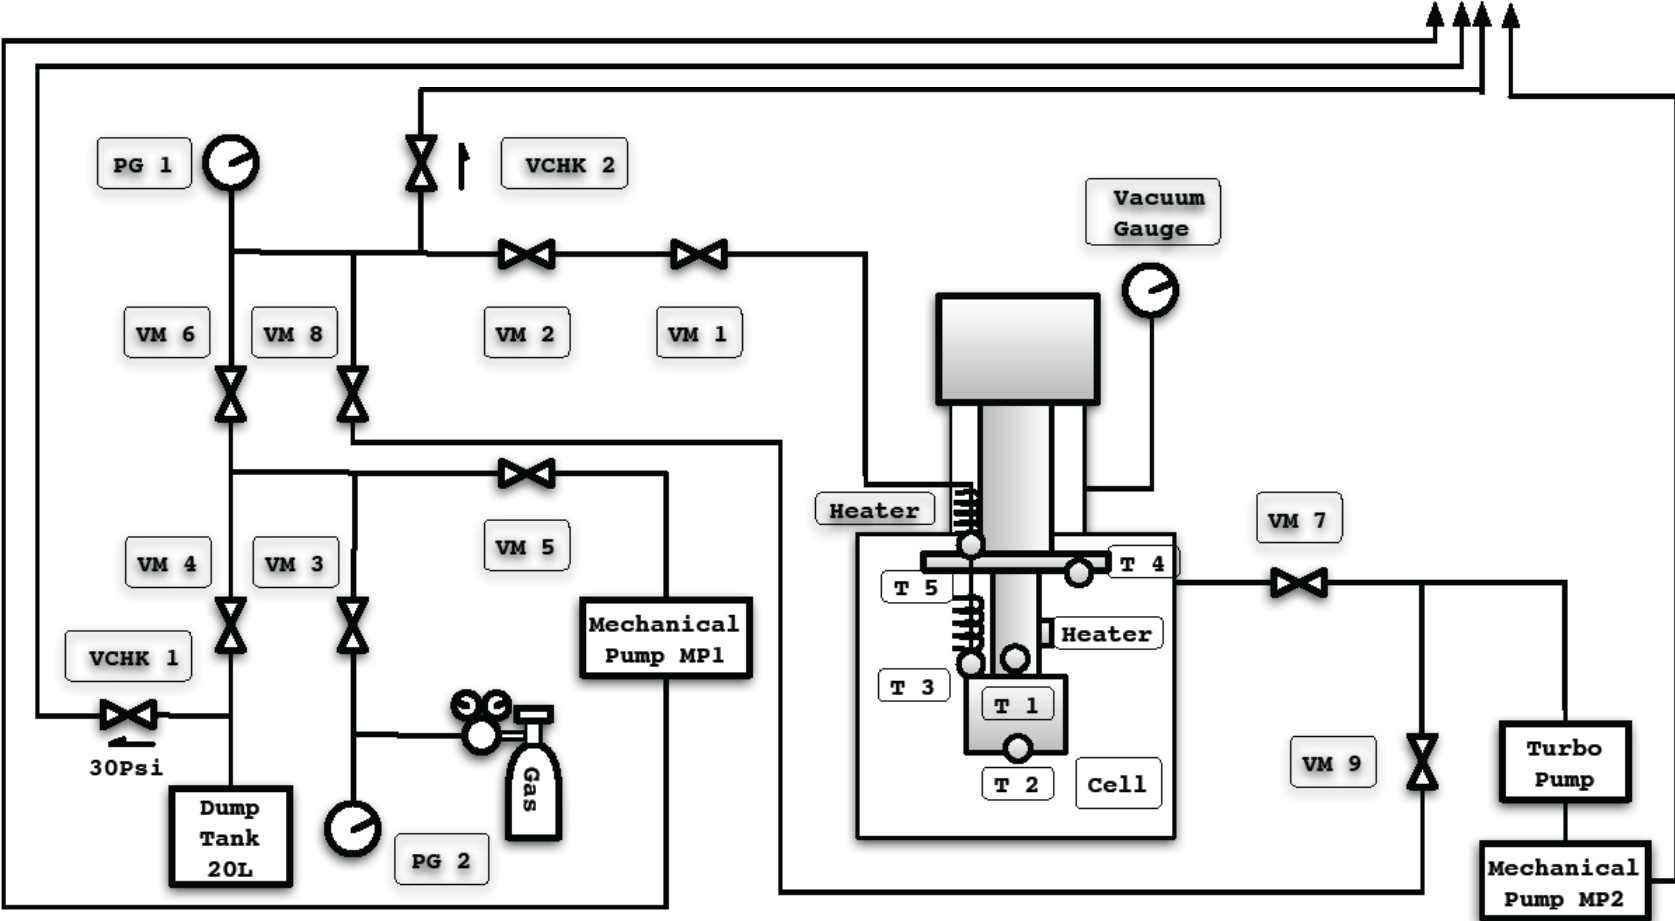 PG 1
VCHK 2
Vacuum
Gauge
VM 6
VM 8
VM 2
VM 1
Heater
VM 7
VM 5
T 4
VM 4
VM 3
T 5
Mechanical
Pump MP1
Heater
VCHK 1
T 3
T 1
30Psi
Gas
T 2
Cell
VM 9
Turbo
Pump
Dump
Tank
20L
PG 2
Mechanical
Pump MP2